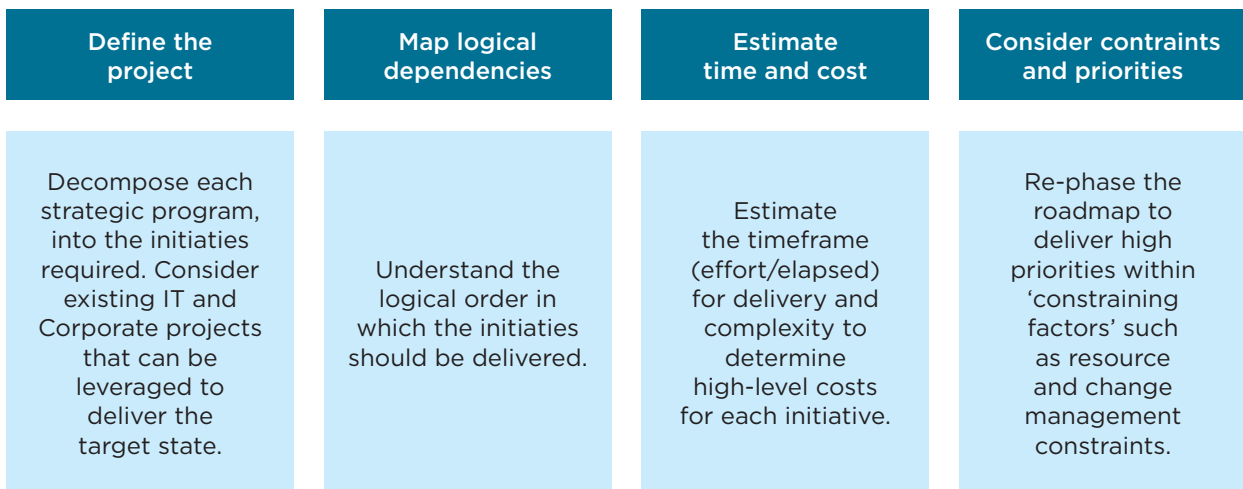 Define the
project
Decompose each
strategic program,
into the initiaties
required. Consider
existing IT and
Corporate projects
that can be
leveraged to
deliver the
target state.
Map logical
dependencies
Understand the
logical order in
which the initiaties
should be delivered.
Estimate
time and cost
Estimate
the timeframe
(effort/elapsed)
for delivery and
complexity to
determine
high-level costs
for each initiative.
Consider contraints
and priorities
Re-phase the
roadmap to
deliver high
priorities within
‘constraining
factors’ such
as resource
and change
management
constraints.